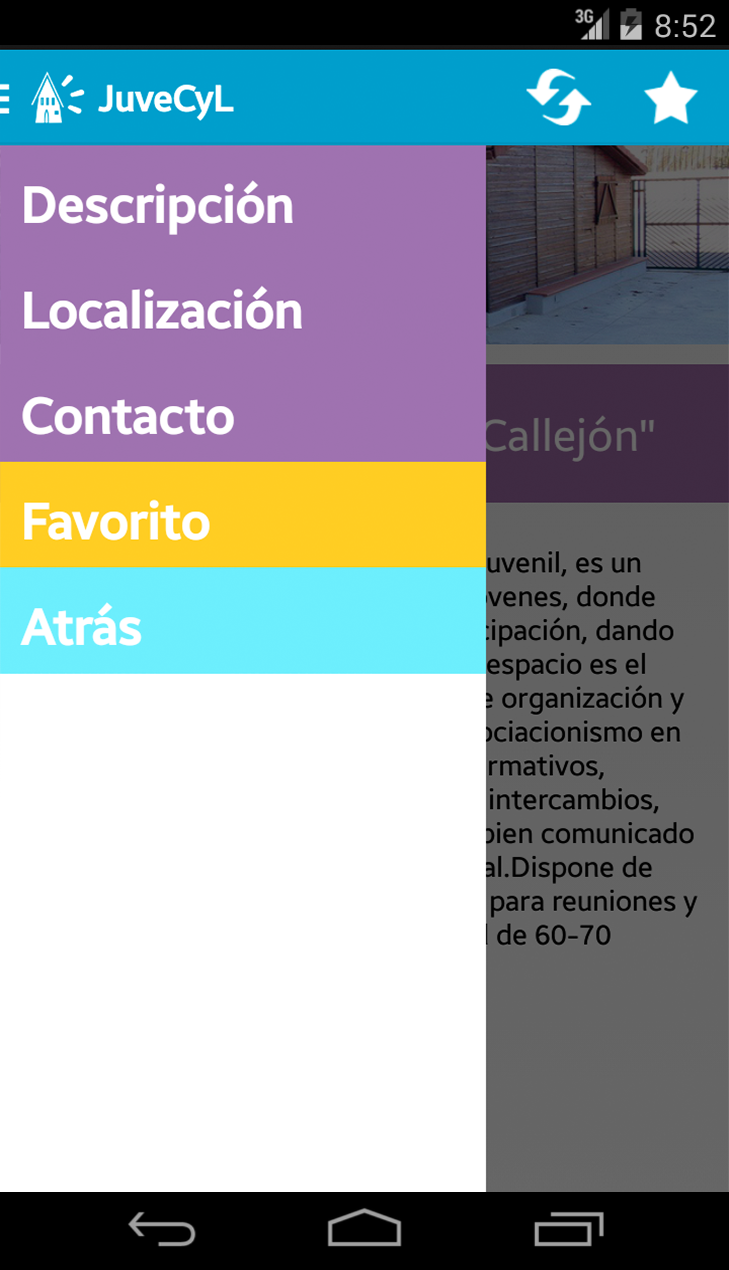 3G 8:52
JuveCyL
Descripción
Localización
Contacto
Favorito
Atrás
Callejón"
uvenil, es un
venes, donde
cipación, dando
espacio es el
e organización y
ociacionismo en
rmativos,
intercambios,
bien comunicado
al.Dispone de
para reuniones y
de 60-70